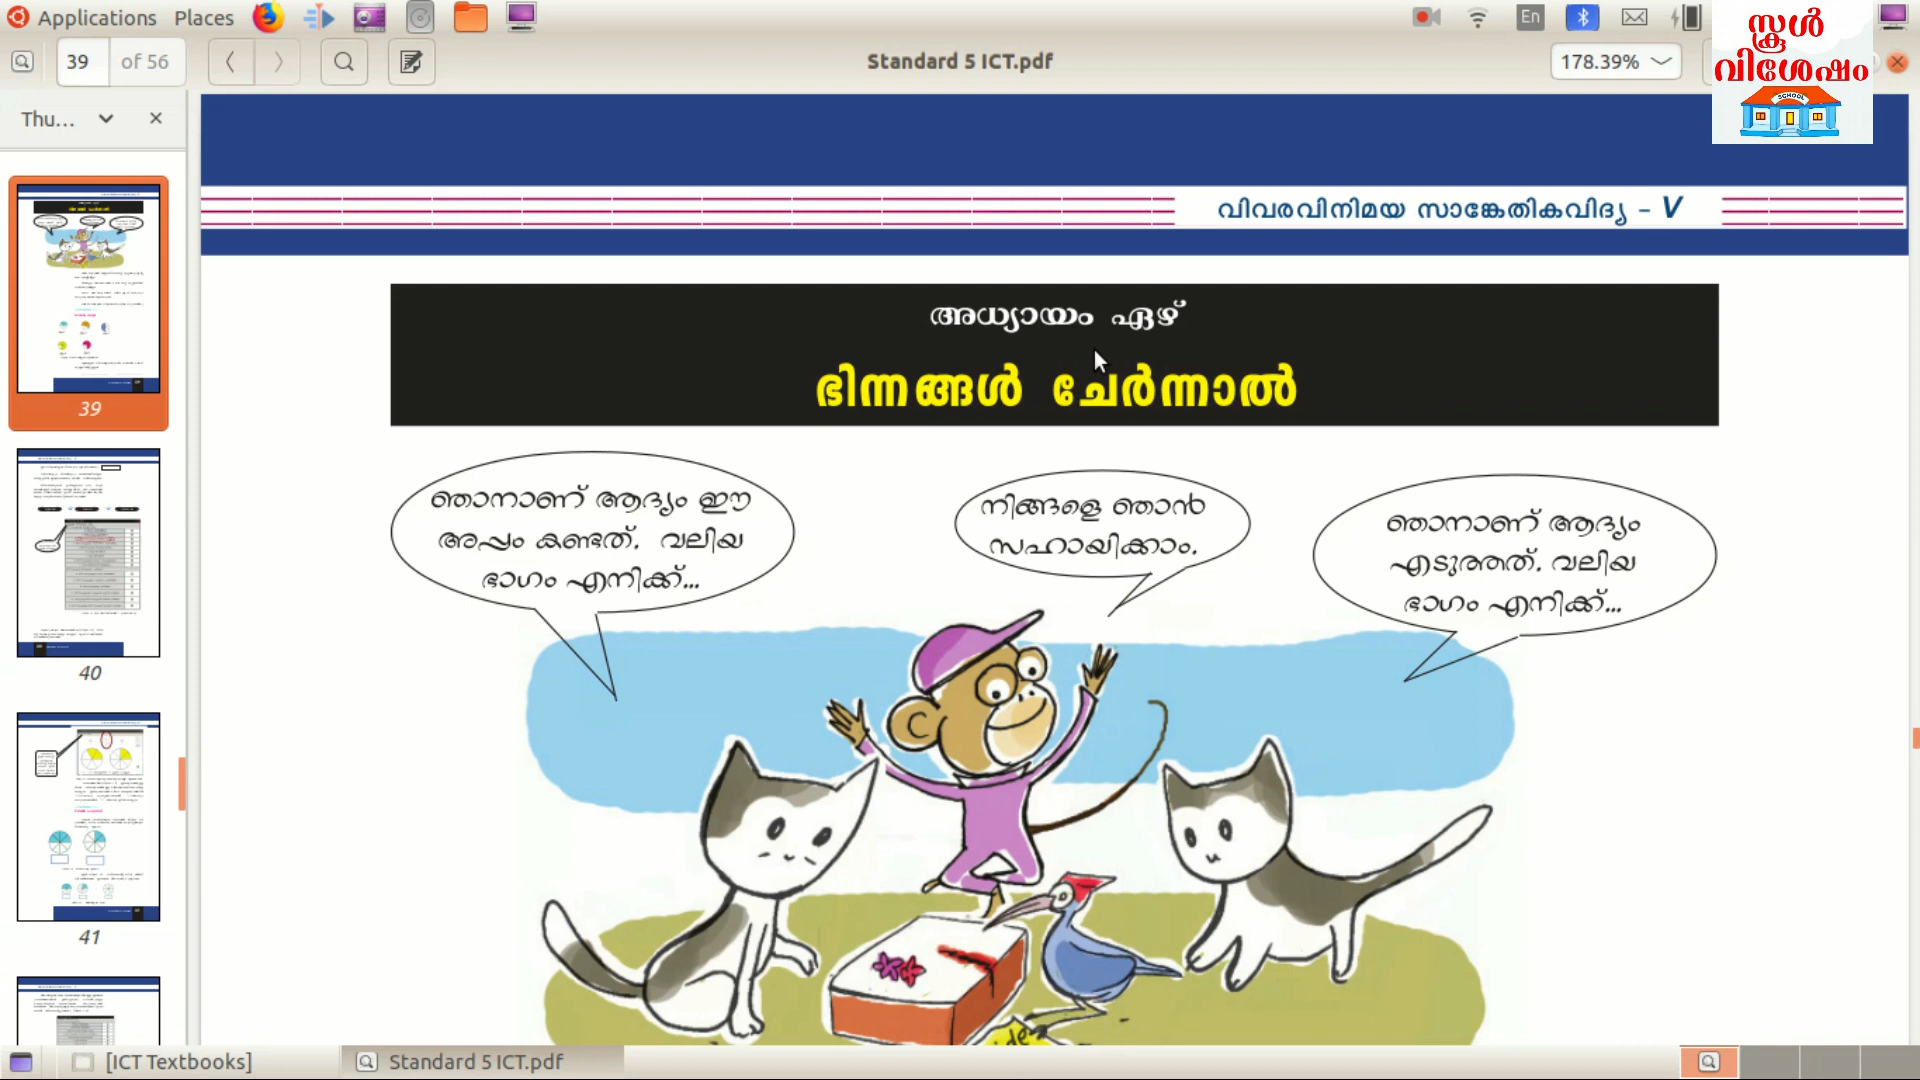 Applications Places
En
സ്കൂൾ
വിശേഷം
SCHOOL
39 of 56
Standard 5 ICT.pdf
178.39%
Thu...
വിവരവിനിമയ സാങ്കേതികവിദ്യ - V
അധ്യായം ഏഴ്
ഭിന്നങ്ങൾ ചേർന്നാൽ
ഞാനാണ് ആദ്യം ഈ
അപ്പം കണ്ടത്. വലിയ
ഭാഗം എനിക്ക്...
നിങ്ങളെ ഞാൻ
സഹായിക്കാം.
ഞാനാണ് ആദ്യം
എടുത്തത്. വലിയ
ഭാഗം എനിക്ക്...
39
40
41
[ICT Textbooks]
Standard 5 ICT.pdf